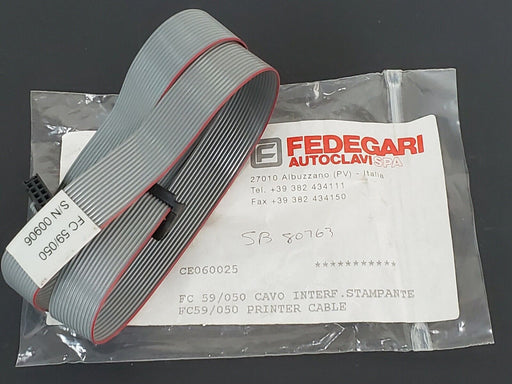 FEDEGARI
AUTOCLAVI SPA
27010 Albuzzano (PV) - Italia
Tel. +39 382 434111
Fax +39 382 434150
SB 80763
CE060025 ***********
FC 59/050 CAVO INTERF.STAMPANTE
FC59/050 PRINTER CABLE
FC 59/050
S/N 00906